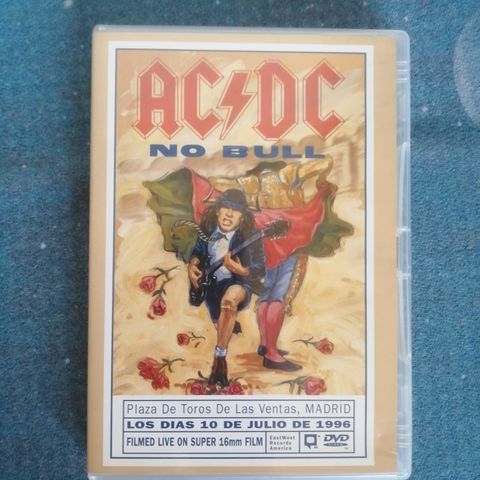 AC⚡DC
NO BULL
Plaza De Toros De Las Ventas, MADRID
LOS DIAS 10 DE JULIO DE 1996
FILMED LIVE ON SUPER 16mm FILM
EastWest
Records
America
DVD